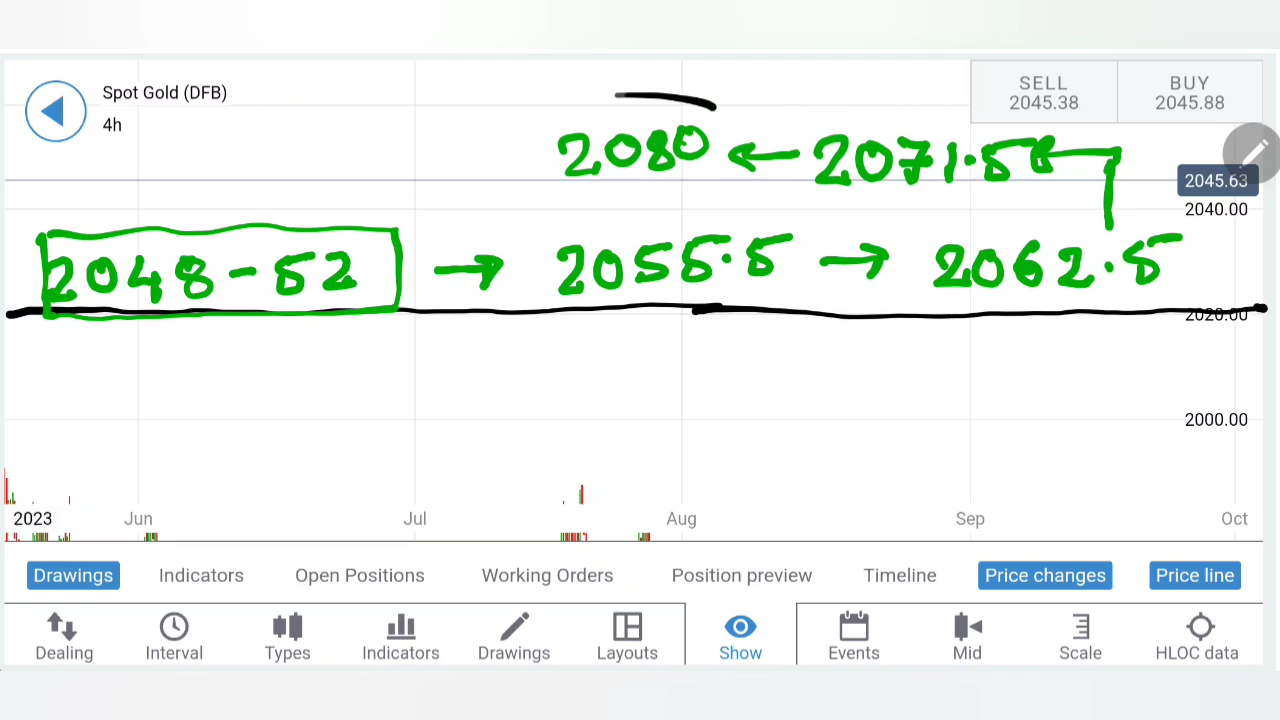 Spot Gold (DFB)
4h
SELL
2045.38
BUY
2045.88
2080 ← 2071.5
2045.63
2040.00
2048-52 → 2055.5 → 2062.5
2020.00
2000.00
2023 Jun Jul Aug Sep Oct
Drawings Indicators Open Positions Working Orders Position preview Timeline Price changes Price line
Dealing Interval Types Indicators Drawings Layouts Show Events Mid Scale HLOC data